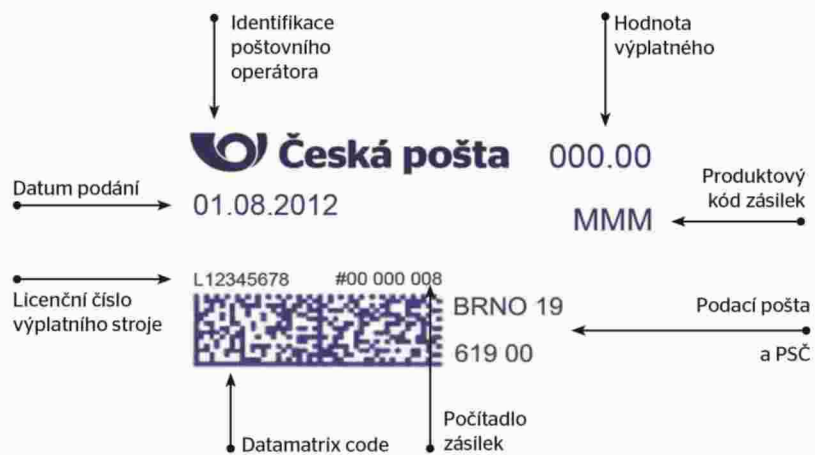 Identifikace
poštovního
operátora
Hodnota
výplatného
Česká pošta 000.00
Produktový
kód zásilek
Datum podání
01.08.2012
MMM
L12345678 #00 000 008
Licenční číslo
výplatního stroje
BRNO 19
619 00
Podací pošta
a PSČ
Počítadlo
zásilek
Datamatrix code